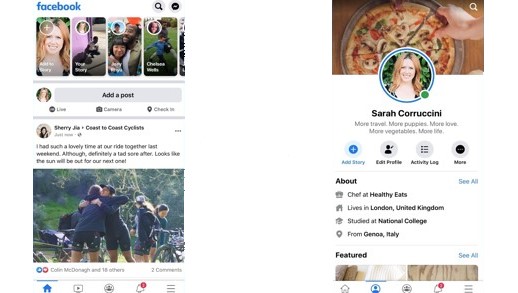 facebook
Add to
Story
Your
Story
Chelsea
Wells
Add a post
Live
Camera
Check In
Sherry Jia ▸ Coast to Coast Cyclists
Just now
I had such a lovely time at our ride together last
weekend. Although, definitely a tad sore after. Looks like
the sun will be out for our next one!
Colin McDonagh and 18 others
2 Comments
Sarah Corruccini
More travel. More puppies. More love.
More vegetables. More life.
Add Story
Edit Profile
Activity Log
More
About
See All
Chef at Healthy Eats
Lives in London, United Kingdom
Studied at National College
From Genoa, Italy
Featured
See All